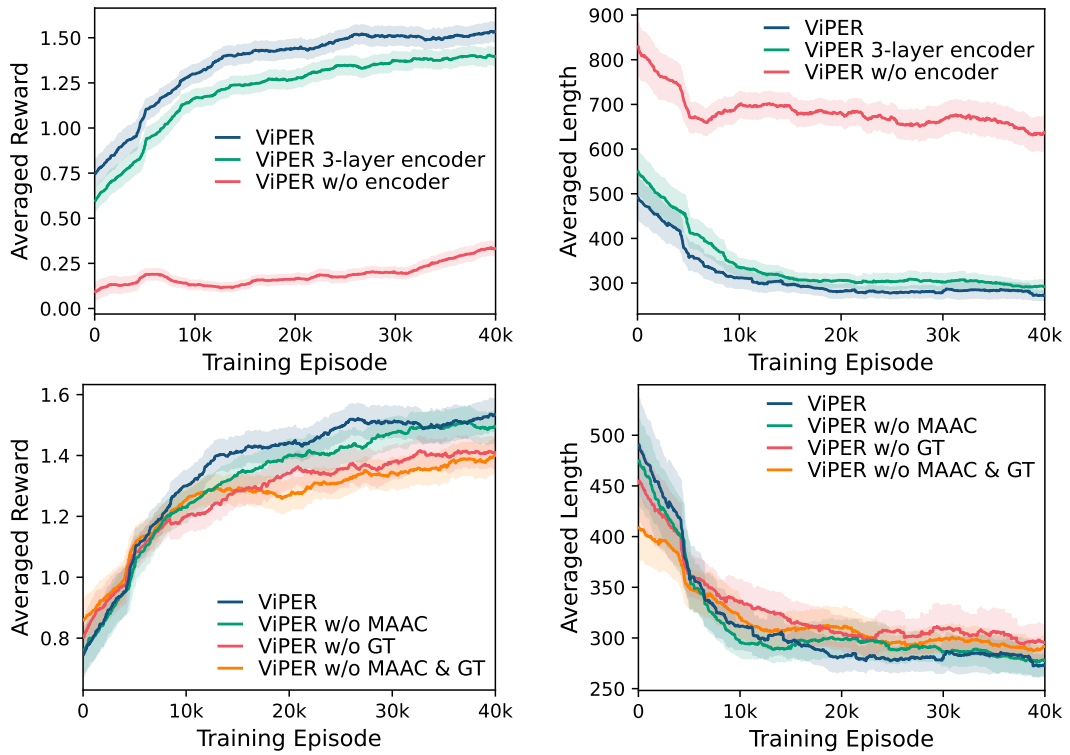 1.50
1.25
1.00
0.75
0.50
0.25
0.00
Averaged Reward
ViPER
ViPER 3-layer encoder
ViPER w/o encoder
0
10k
20k
30k
40k
Training Episode
900
800
700
600
500
400
300
Averaged Length
ViPER
ViPER 3-layer encoder
ViPER w/o encoder
0
10k
20k
30k
40k
Training Episode
1.6
1.4
1.2
1.0
0.8
Averaged Reward
ViPER
ViPER w/o MAAC
ViPER w/o GT
ViPER w/o MAAC & GT
0
10k
20k
30k
40k
Training Episode
500
450
400
350
300
250
Averaged Length
ViPER
ViPER w/o MAAC
ViPER w/o GT
ViPER w/o MAAC & GT
0
10k
20k
30k
40k
Training Episode